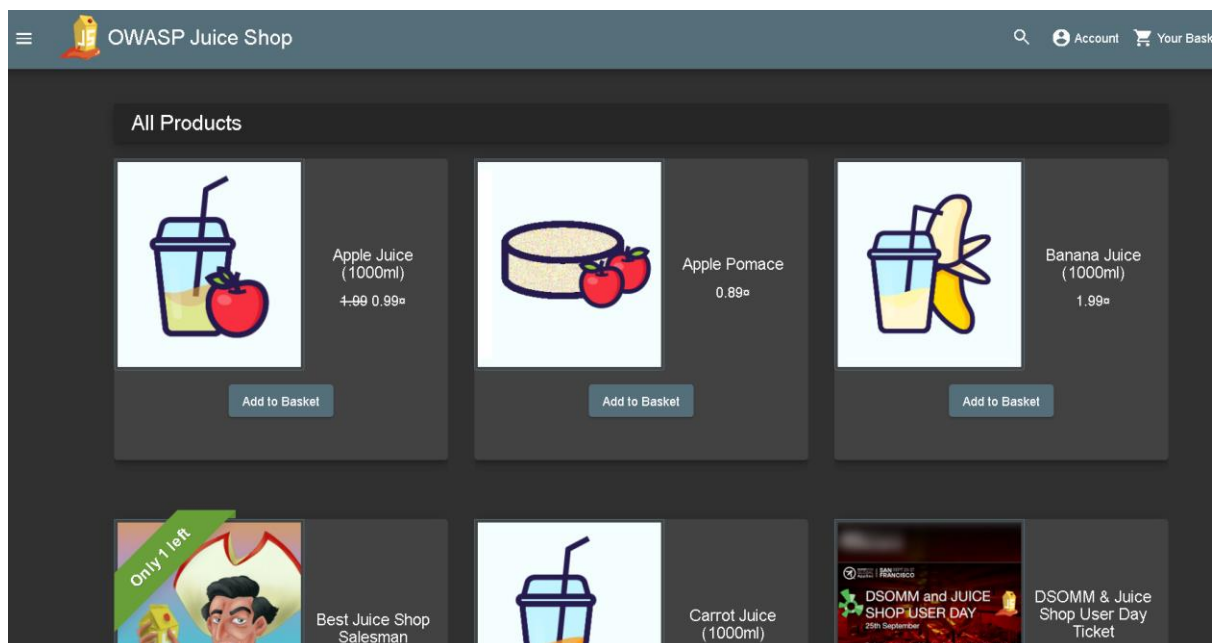 OWASP Juice Shop
Account
Your Bask
All Products
Apple Juice
(1000ml)
1.99 0.99¤
Add to Basket
Apple Pomace
0.89¤
Add to Basket
Banana Juice
(1000ml)
1.99¤
Add to Basket
Only 1 left
Best Juice Shop
Salesman
Carrot Juice
(1000ml)
SAN
FRANCISCO
DSOMM and JUICE
SHOP USER DAY
25th September
DSOMM & Juice
Shop User Day
Ticket